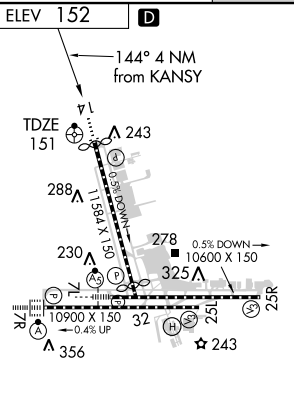 ELEV 152
D
144° 4 NM
from KANSY
14
TDZE
151
243
P
0.5% DOWN
11584 X 150
288
278
0.5% DOWN
10600 X 150
230
325
A5
P
7L
P
P
7R
10900 X 150
32
25L
25R
A
0.4% UP
H
356
243